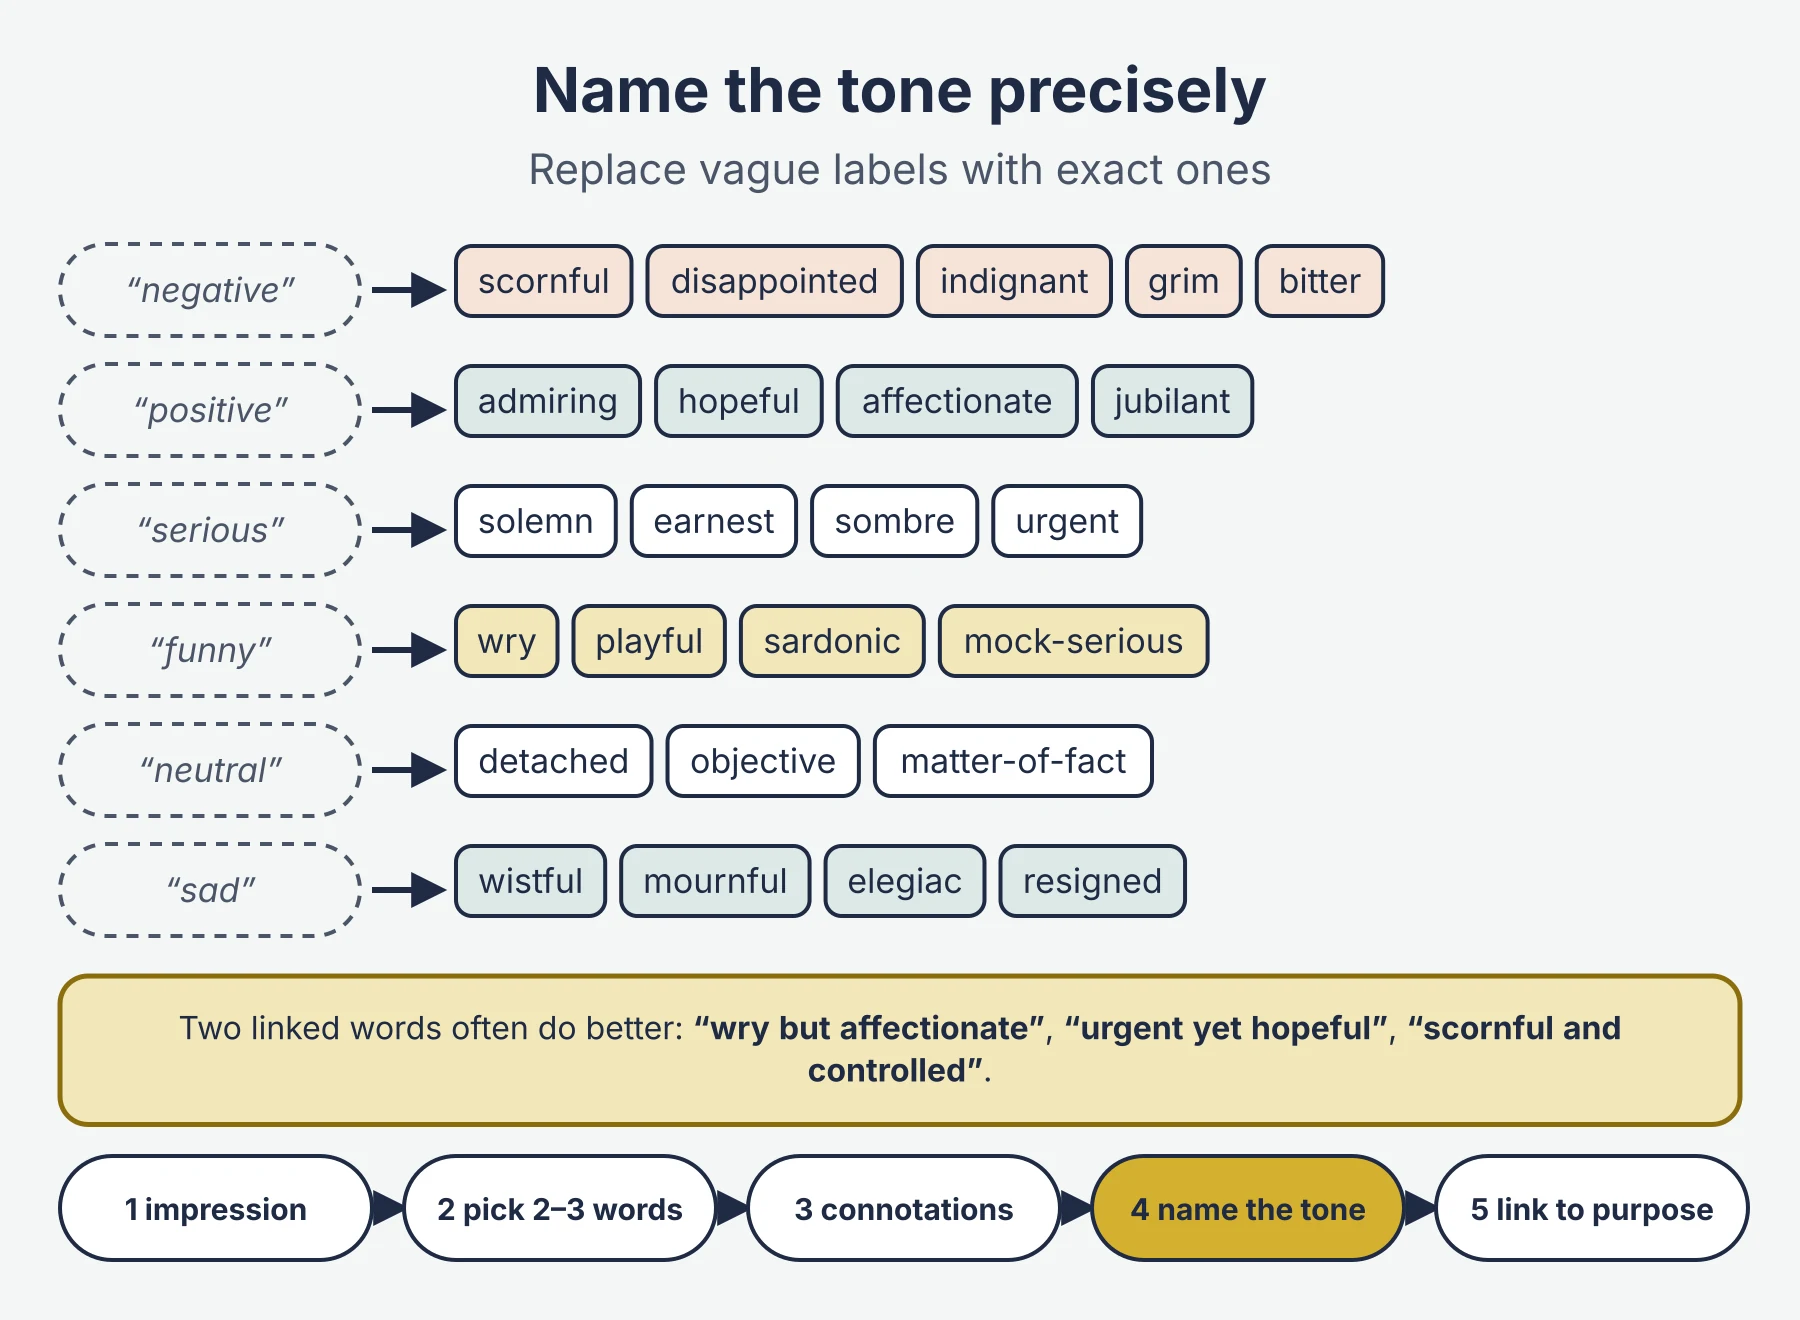 Name the tone precisely
Replace vague labels with exact ones
“negative” scornful disappointed indignant grim bitter
“positive” admiring hopeful affectionate jubilant
“serious” solemn earnest sombre urgent
“funny” wry playful sardonic mock-serious
“neutral” detached objective matter-of-fact
“sad” wistful mournful elegiac resigned
Two linked words often do better: “wry but affectionate”, “urgent yet hopeful”, “scornful and
controlled”.
1 impression 2 pick 2–3 words 3 connotations 4 name the tone 5 link to purpose